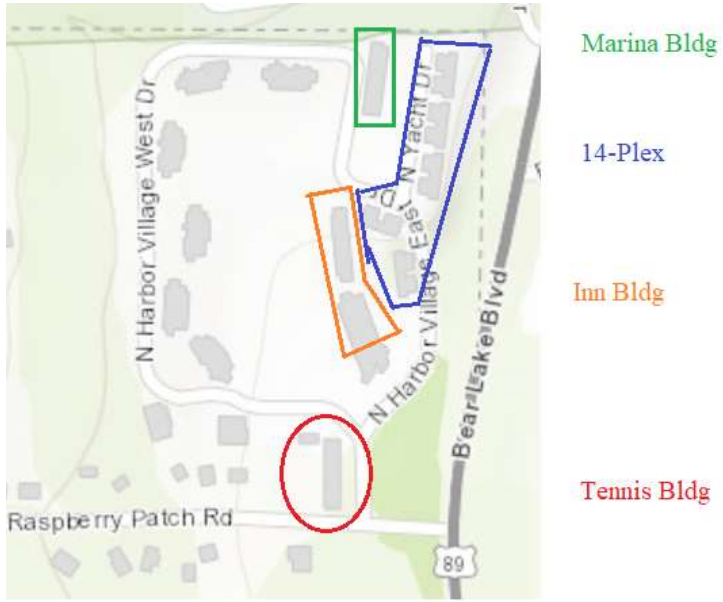 Marina Bldg
14-Plex
Inn Bldg
Tennis Bldg
N Harbor Village West Dr
N Yacht Dr
N Harbor Village East Dr
Bear Lake Blvd
Raspberry Patch Rd
89